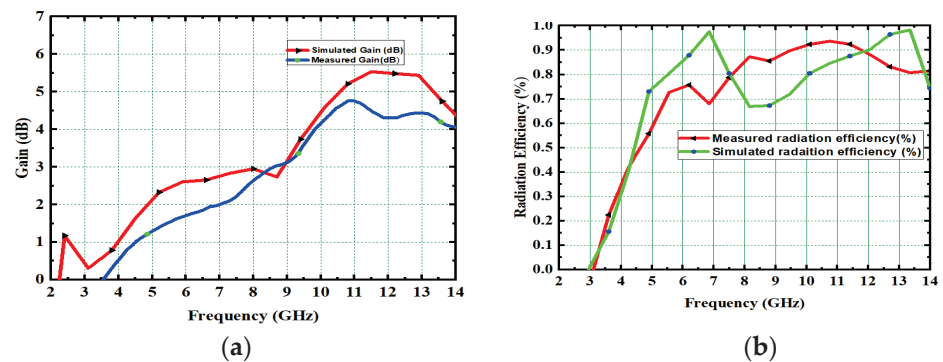 7
6
5
4
3
2
1
0
Gain (dB)
Simulated Gain (dB)
Measured Gain(dB)
2 3 4 5 6 7 8 9 10 11 12 13 14
Frequency (GHz)
(a)
1.0
0.9
0.8
0.7
0.6
0.5
0.4
0.3
0.2
0.1
0.0
Radiation Efficiency (%)
Measured radiation efficiency(%)
Simulated radaition efficiency (%)
2 3 4 5 6 7 8 9 10 11 12 13 14
Frequency (GHz)
(b)